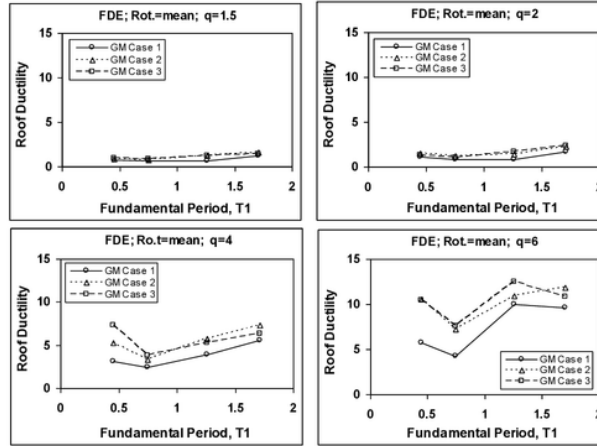 FDE; Rot.=mean; q=1.5
15
10
5
0
Roof Ductility
GM Case 1
GM Case 2
GM Case 3
0
0.5
1
1.5
2
Fundamental Period, T1
FDE; Rot.=mean, q=2
15
10
5
0
Roof Ductility
GM Case 1
GM Case 2
GM Case 3
0
0.5
1
1.5
2
Fundamental Period, T1
FDE; Ro.t=mean; q=4
15
10
5
0
Roof Ductility
GM Case 1
GM Case 2
GM Case 3
0
0.5
1
1.5
2
Fundamental Period, T1
FDE; Rot.=mean; q=6
15
10
5
0
Roof Ductility
GM Case 1
GM Case 2
GM Case 3
0
0.5
1
1.5
2
Fundamental Period, T1